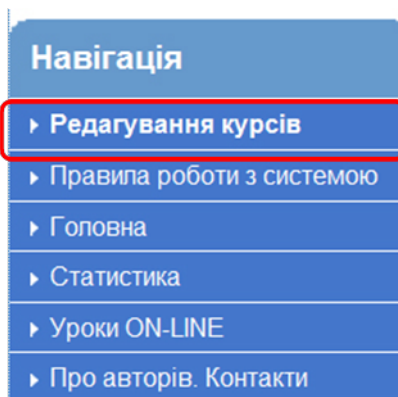 Навігація
Редагування курсів
Правила роботи з системою
Головна
Статистика
Уроки ON-LINE
Про авторів. Контакти